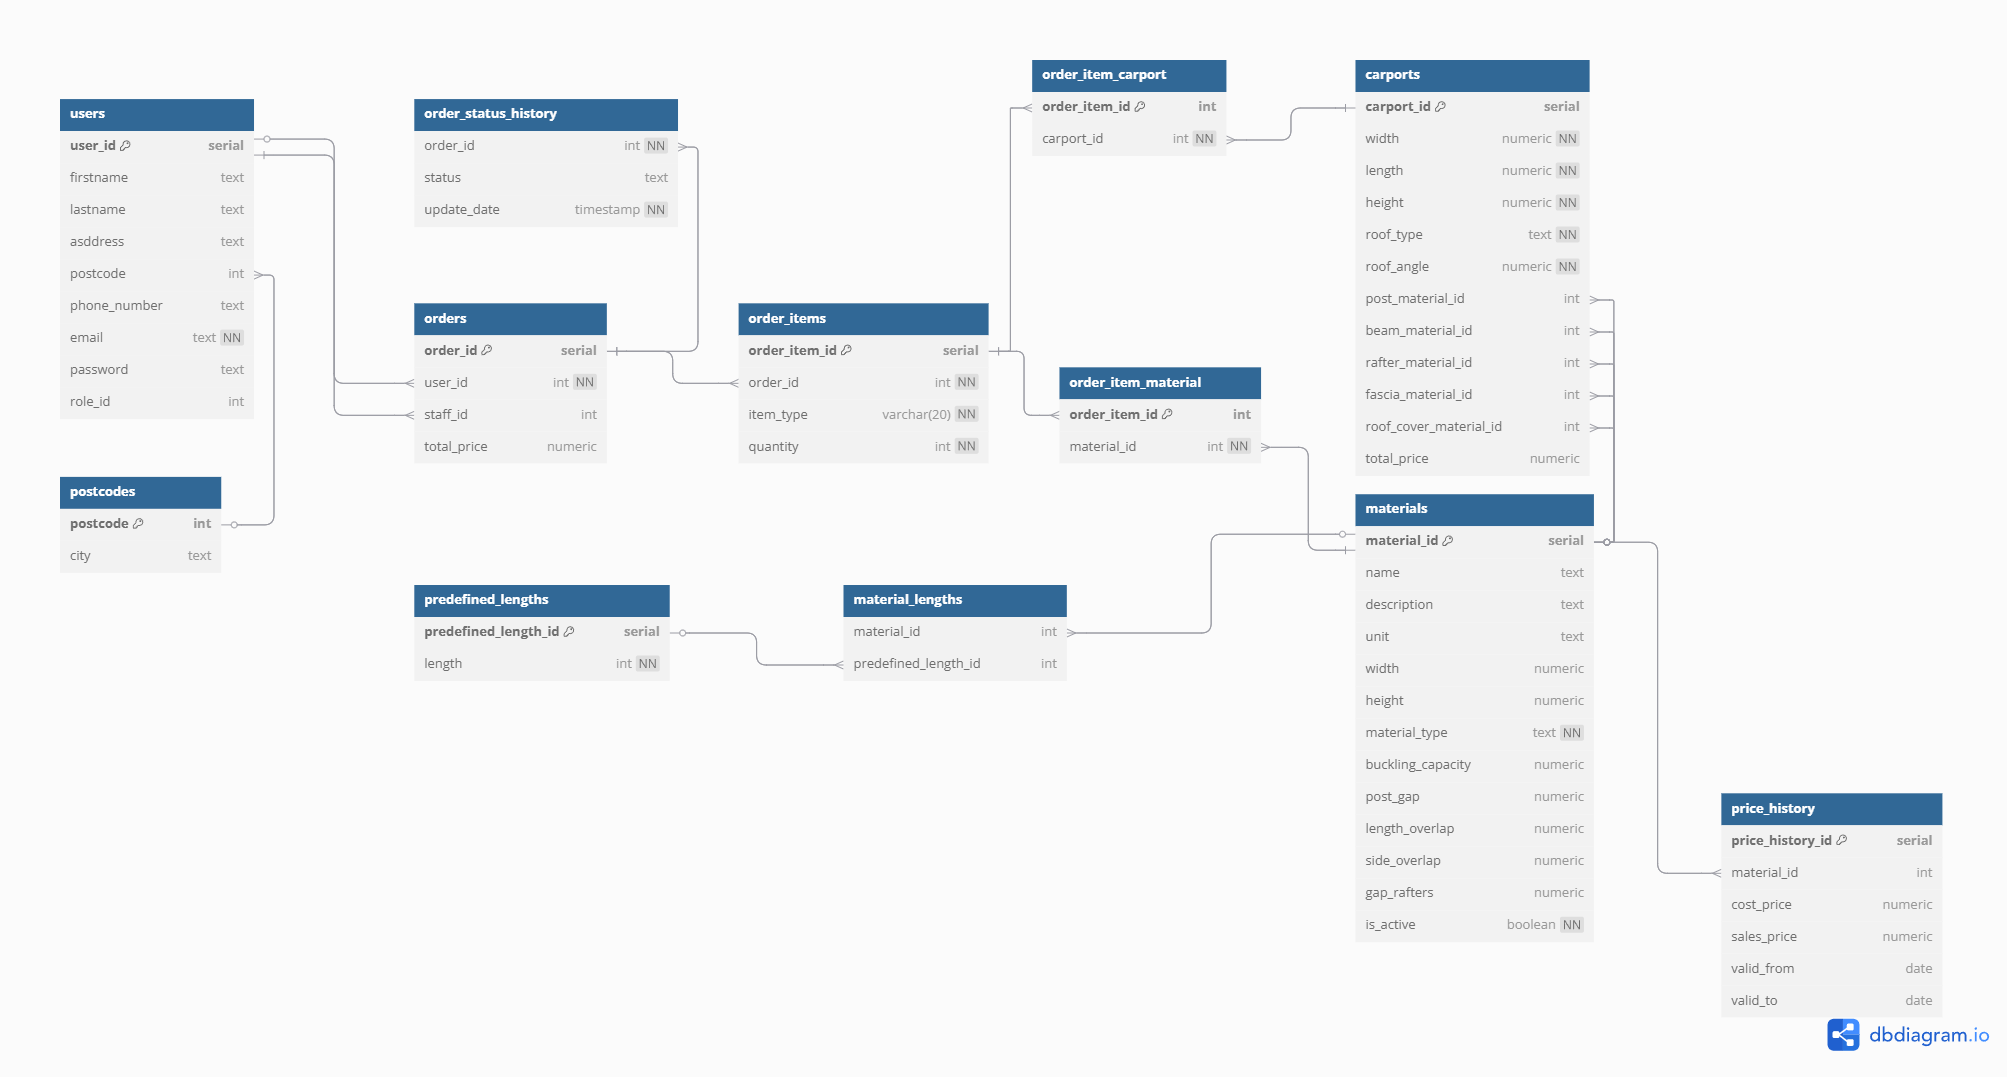 users
user_id serial
firstname text
lastname text
asddress text
postcode int
phone_number text
email text NN
password text
role_id int
postcodes
postcode int
city text
order_status_history
order_id int NN
status text
update_date timestamp NN
orders
order_id serial
user_id int NN
staff_id int
total_price numeric
order_items
order_item_id serial
order_id int NN
item_type varchar(20) NN
quantity int NN
order_item_carport
order_item_id int
carport_id int NN
order_item_material
order_item_id int
material_id int NN
carports
carport_id serial
width numeric NN
length numeric NN
height numeric NN
roof_type text NN
roof_angle numeric NN
post_material_id int
beam_material_id int
rafter_material_id int
fascia_material_id int
roof_cover_material_id int
total_price numeric
predefined_lengths
predefined_length_id serial
length int NN
material_lengths
material_id int
predefined_length_id int
materials
material_id serial
name text
description text
unit text
width numeric
height numeric
material_type text NN
buckling_capacity numeric
post_gap numeric
length_overlap numeric
side_overlap numeric
gap_rafters numeric
is_active boolean NN
price_history
price_history_id serial
material_id int
cost_price numeric
sales_price numeric
valid_from date
valid_to date
dbdiagram.io